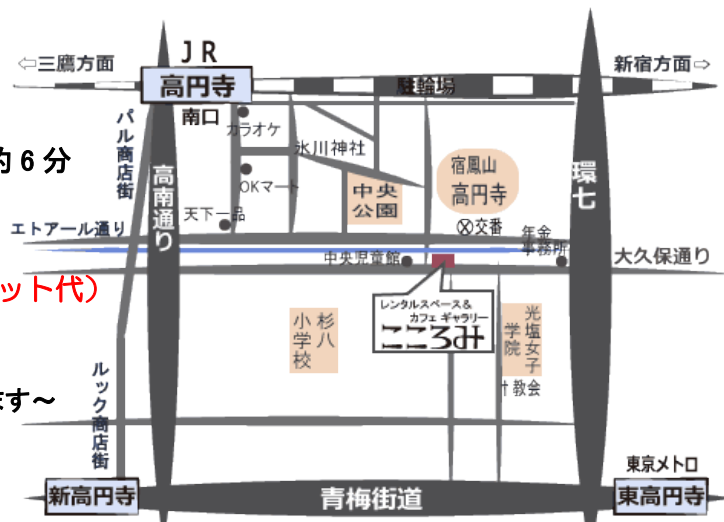 JR
⇦三鷹方面
高円寺
駐輪場
新宿方面⇨
南口
カラオケ
パル商店街
氷川神社
約6分
高南通り
OKマート
中央
公園
宿鳳山
高円寺
環七
天下一品
エトアール通り
交番
年金
事務所
中央児童館
大久保通り
ット代）
レンタルスペース&
カフェ ギャラリー
こころみ
杉八
小学校
光塩女子
学院
教会
ます～
ルック商店街
東京メトロ
新高円寺
青梅街道
東高円寺